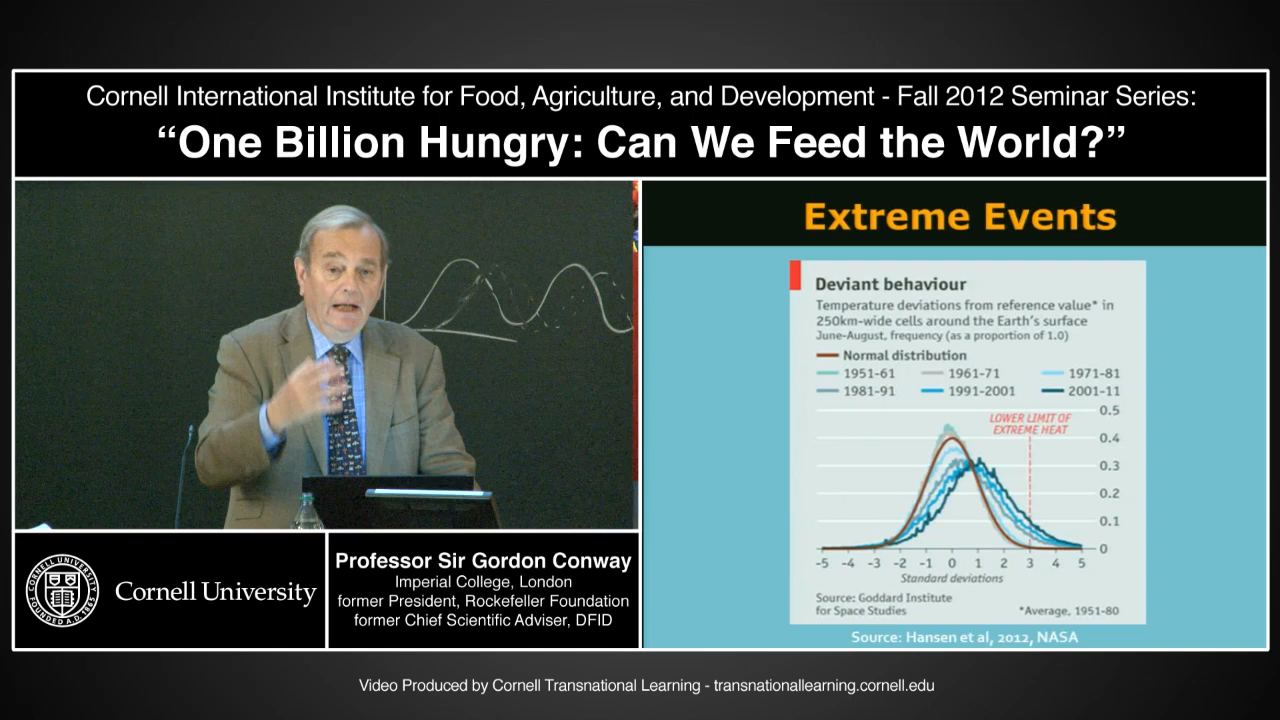 Cornell International Institute for Food, Agriculture, and Development - Fall 2012 Seminar Series:
“One Billion Hungry: Can We Feed the World?”
Extreme Events
Deviant behaviour
Temperature deviations from reference value* in
250km-wide cells around the Earth's surface
June-August, frequency (as a proportion of 1.0)
Normal distribution
1951-61 1961-71 1971-81
1981-91 1991-2001 2001-11
LOWER LIMIT OF
EXTREME HEAT
0.5
0.4
0.3
0.2
0.1
0
-5 -4 -3 -2 -1 0 1 2 3 4 5
Standard deviations
Source: Goddard Institute
for Space Studies
*Average, 1951-80
Source: Hansen et al, 2012, NASA
CORNELL UNIVERSITY
FOUNDED A.D. 1865
Cornell University
Professor Sir Gordon Conway
Imperial College, London
former President, Rockefeller Foundation
former Chief Scientific Adviser, DFID
Video Produced by Cornell Transnational Learning - transnationallearning.cornell.edu